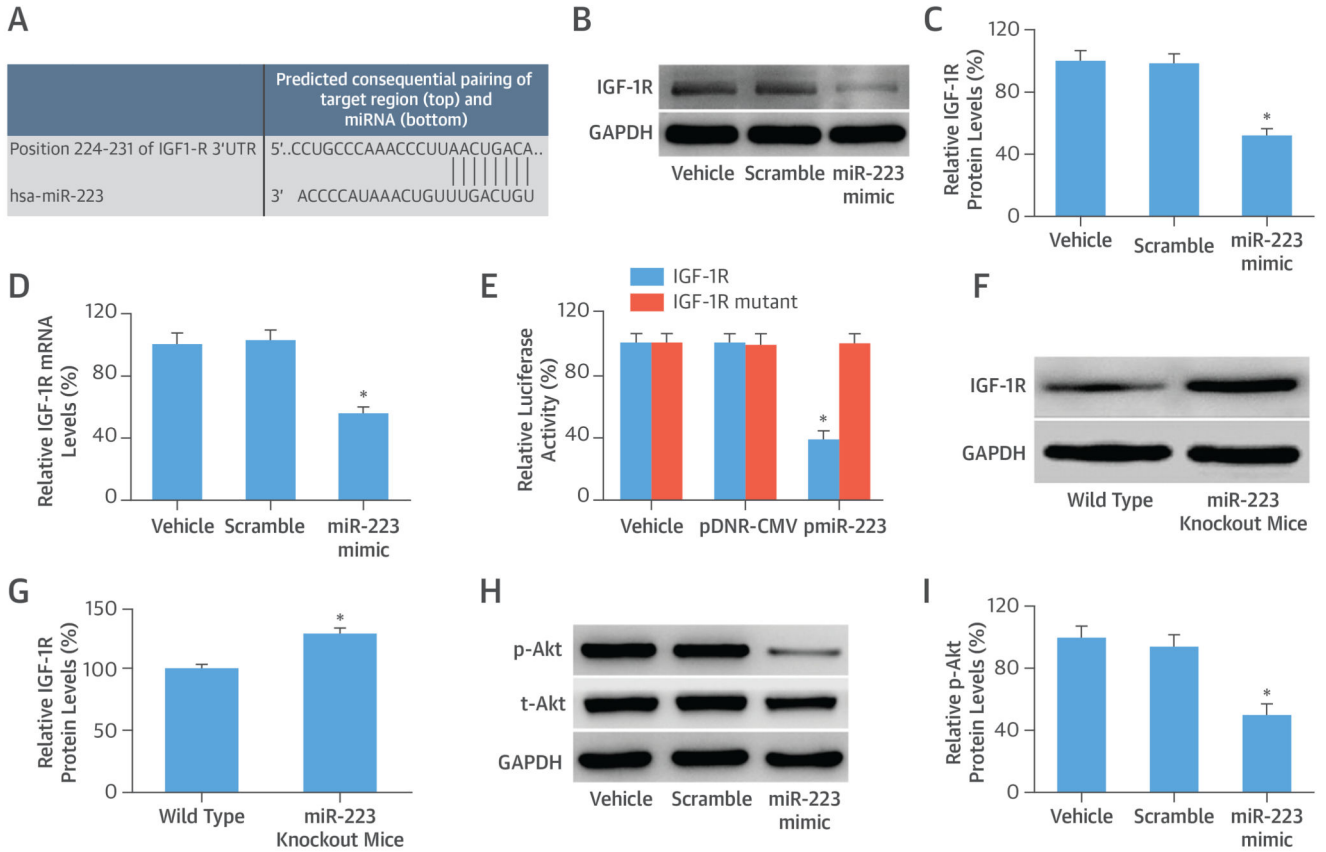 A
Predicted consequential pairing of
target region (top) and
miRNA (bottom)
Position 224-231 of IGF1-R 3'UTR 5'..CCUGCCCAAACCCUUAACUGACA..
hsa-miR-223 3' ACCCCAUAAACUGUUUGACUGU
B
IGF-1R
GAPDH
Vehicle Scramble miR-223
mimic
C
Relative IGF-1R
Protein Levels (%)
120
80
40
0
Vehicle Scramble miR-223
mimic
D
Relative IGF-1R mRNA
Levels (%)
120
80
40
0
*
Vehicle Scramble miR-223
mimic
E
IGF-1R
IGF-1R mutant
Relative Luciferase
Activity (%)
120
80
40
0
*
Vehicle pDNR-CMV pmiR-223
F
IGF-1R
GAPDH
Wild Type miR-223
Knockout Mice
G
Relative IGF-1R
Protein Levels (%)
150
100
50
0
*
Wild Type miR-223
Knockout Mice
H
p-Akt
t-Akt
GAPDH
Vehicle Scramble miR-223
mimic
I
Relative p-Akt
Protein Levels (%)
120
80
40
0
*
Vehicle Scramble miR-223
mimic